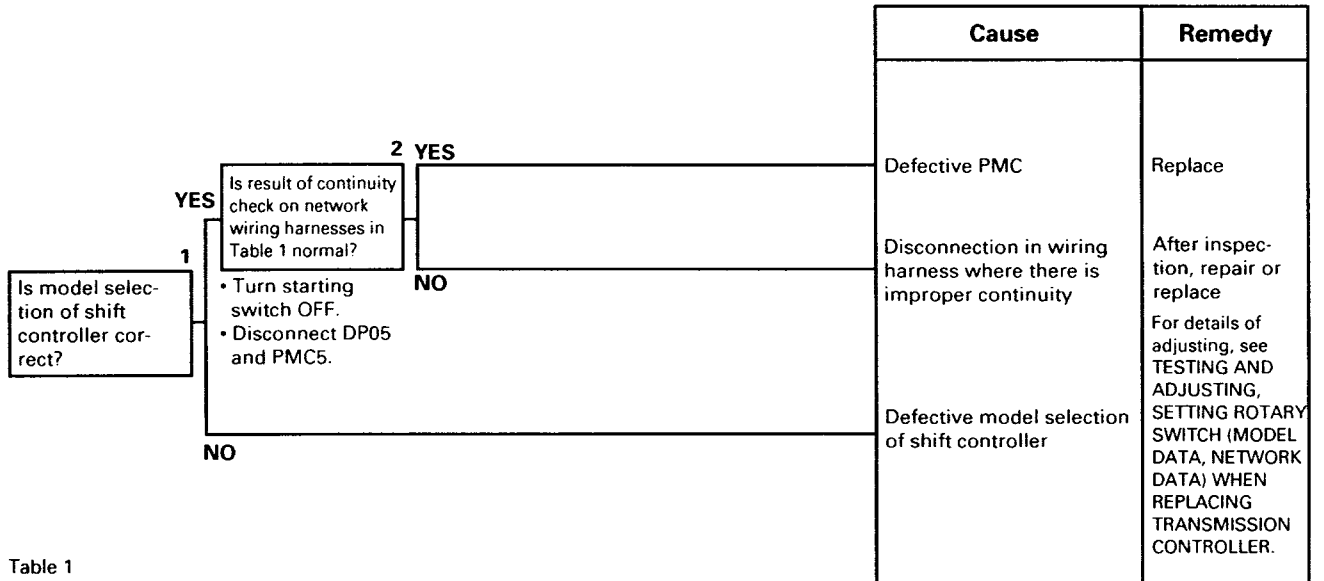 Cause
Remedy
2 YES
Defective PMC
Replace
YES
Is result of continuity
check on network
wiring harnesses in
Table 1 normal?
1
Is model selec-
tion of shift
controller cor-
rect?
NO
• Turn starting
switch OFF.
• Disconnect DP05
and PMC5.
Disconnection in wiring
harness where there is
improper continuity
After inspec-
tion, repair or
replace
NO
Defective model selection
of shift controller
For details of
adjusting, see
TESTING AND
ADJUSTING,
SETTING ROTARY
SWITCH (MODEL
DATA, NETWORK
DATA) WHEN
REPLACING
TRANSMISSION
CONTROLLER.
Table 1